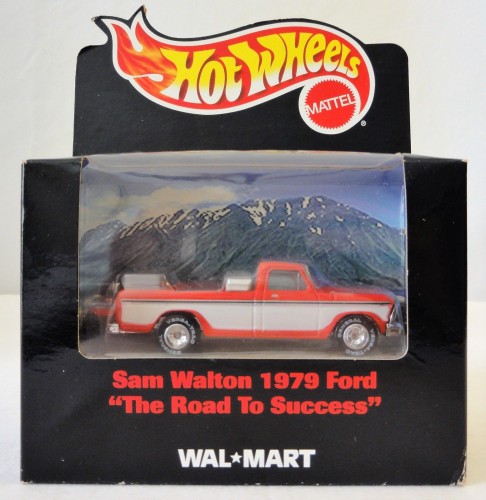 Hot Wheels
MATTEL
®
Sam Walton 1979 Ford
"The Road To Success"
WAL★MART